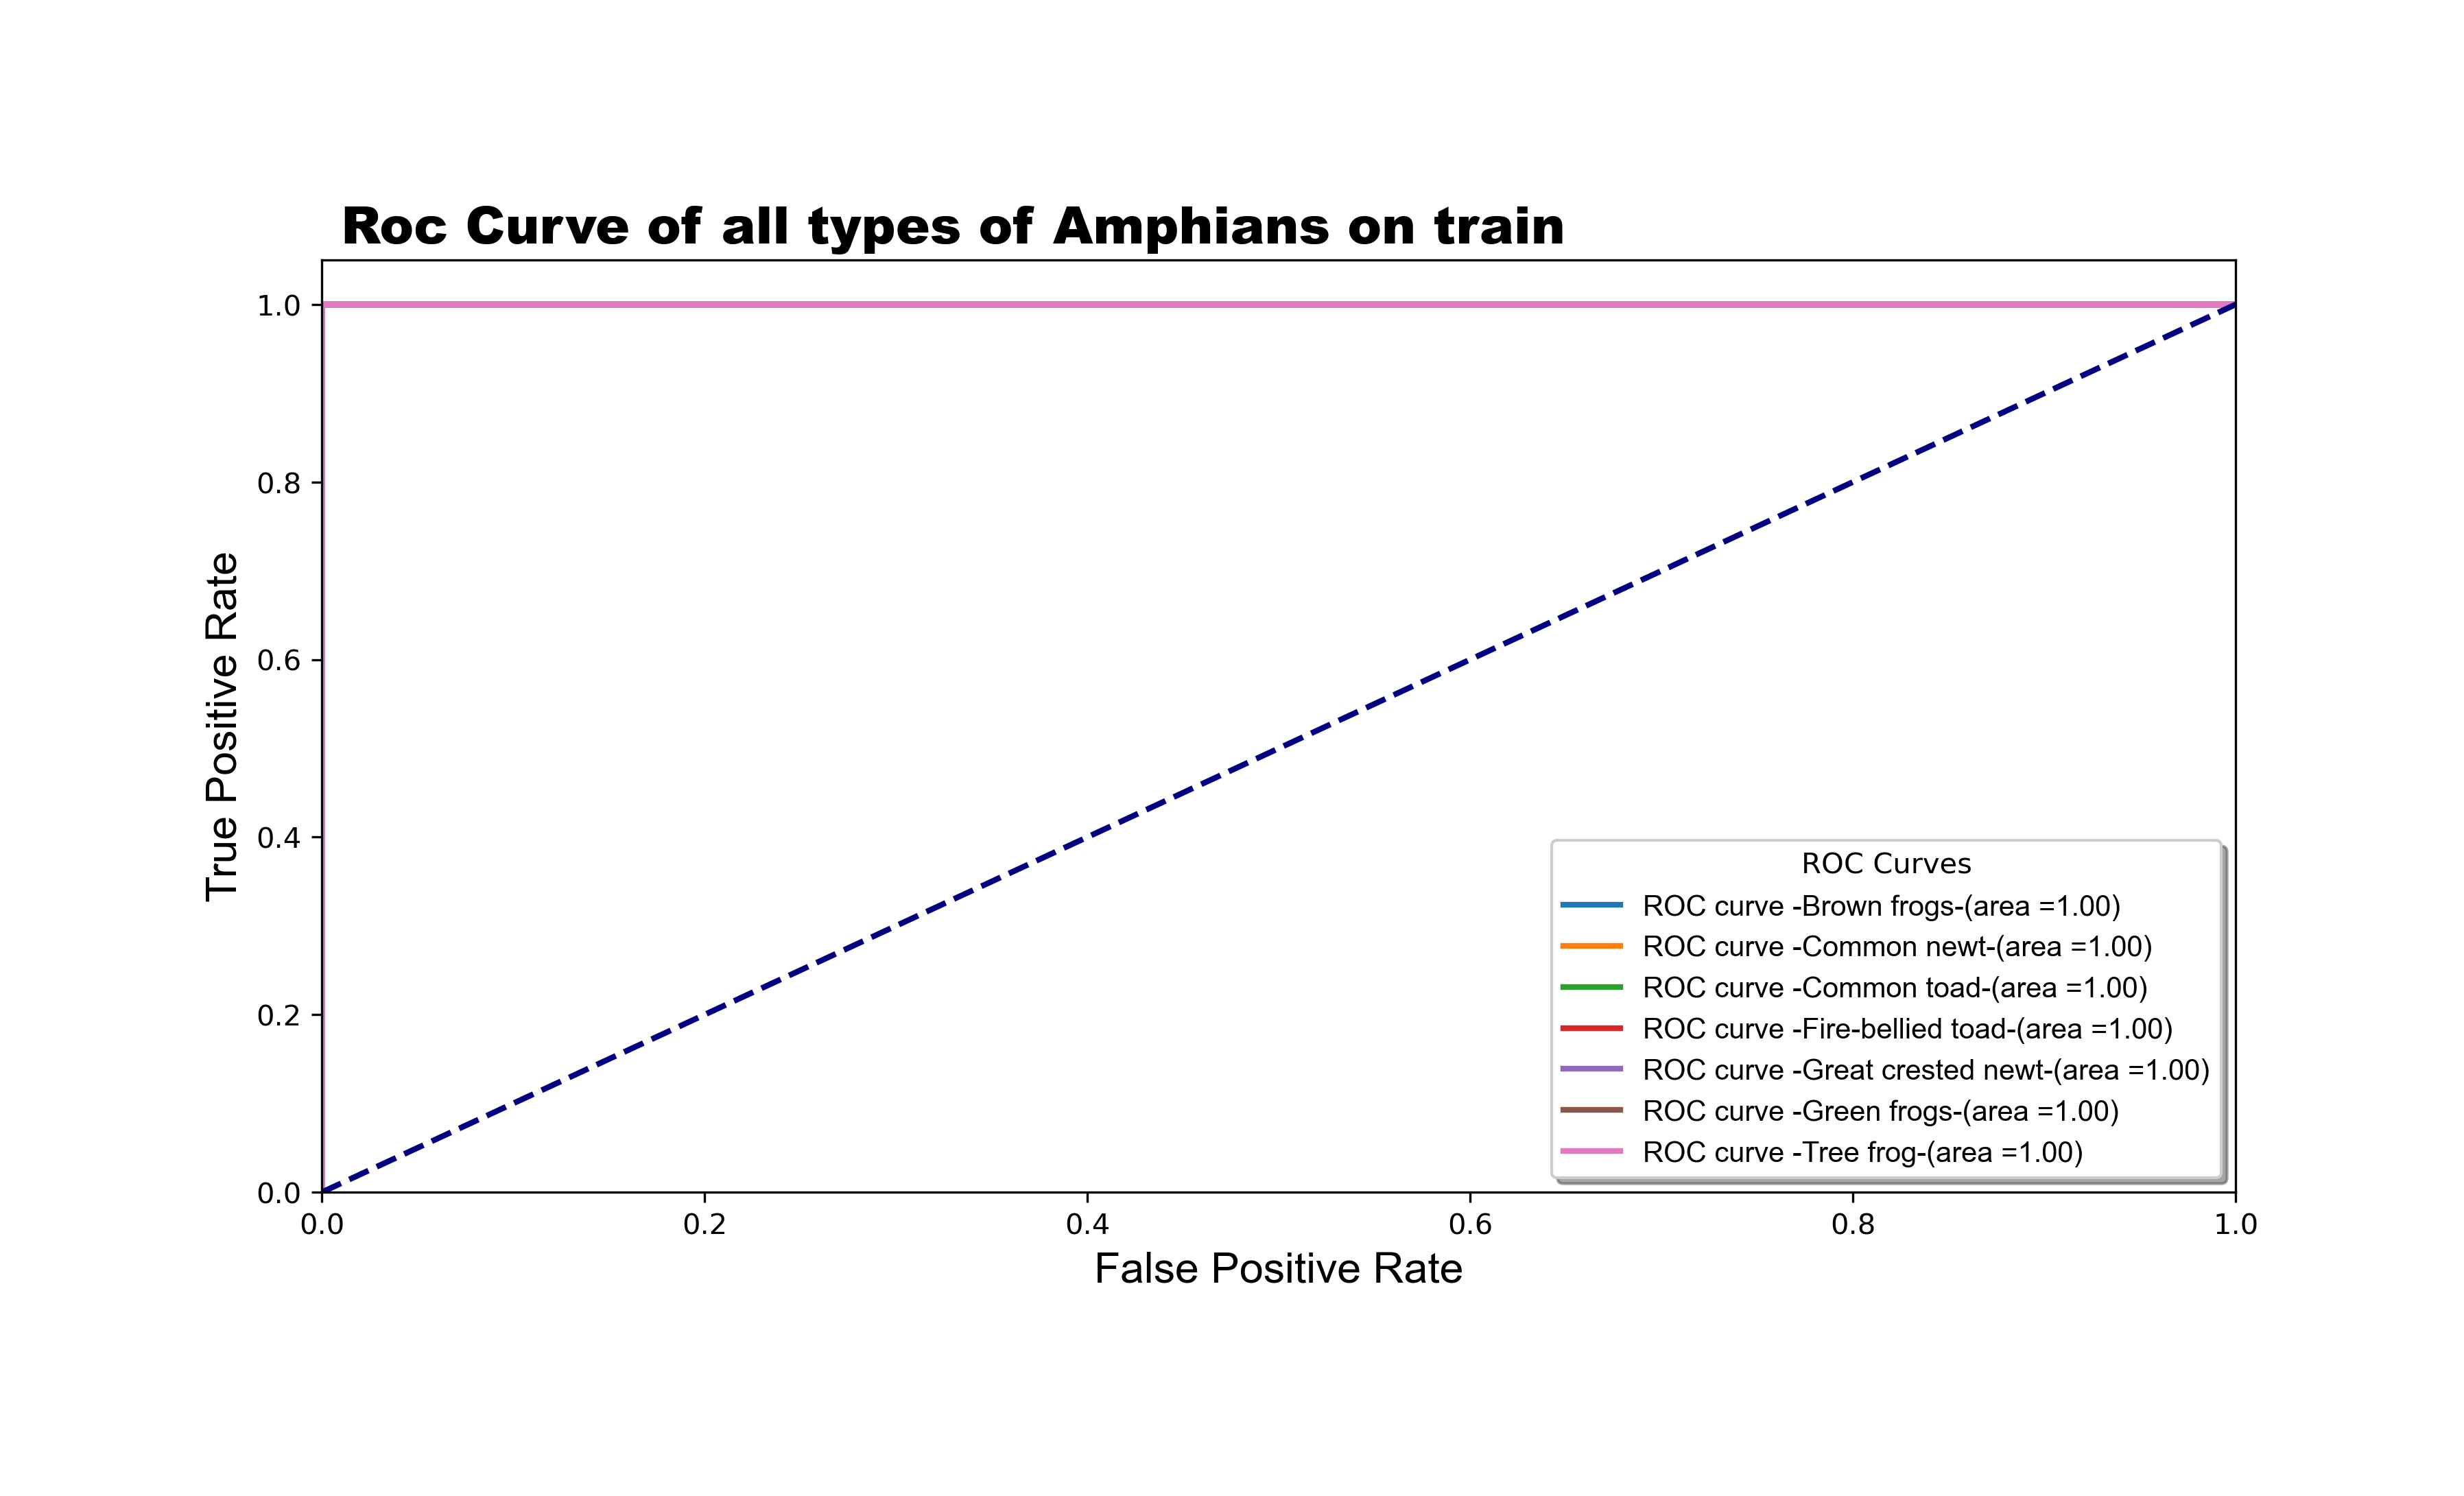 Roc Curve of all types of Amphians on train
True Positive Rate
1.0
0.8
0.6
0.4
0.2
0.0
ROC Curves
ROC curve -Brown frogs-(area =1.00)
ROC curve -Common newt-(area =1.00)
ROC curve -Common toad-(area =1.00)
ROC curve -Fire-bellied toad-(area =1.00)
ROC curve -Great crested newt-(area =1.00)
ROC curve -Green frogs-(area =1.00)
ROC curve -Tree frog-(area =1.00)
0.0 0.2 0.4 0.6 0.8 1.0
False Positive Rate